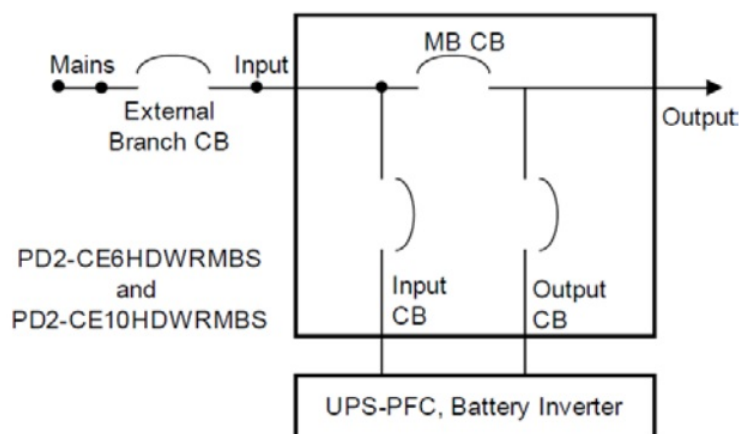 MB CB
Mains
Input
Output:
External
Branch CB
PD2-CE6HDWRMBS
and
PD2-CE10HDWRMBS
Input
CB
Output
CB
UPS-PFC, Battery Inverter